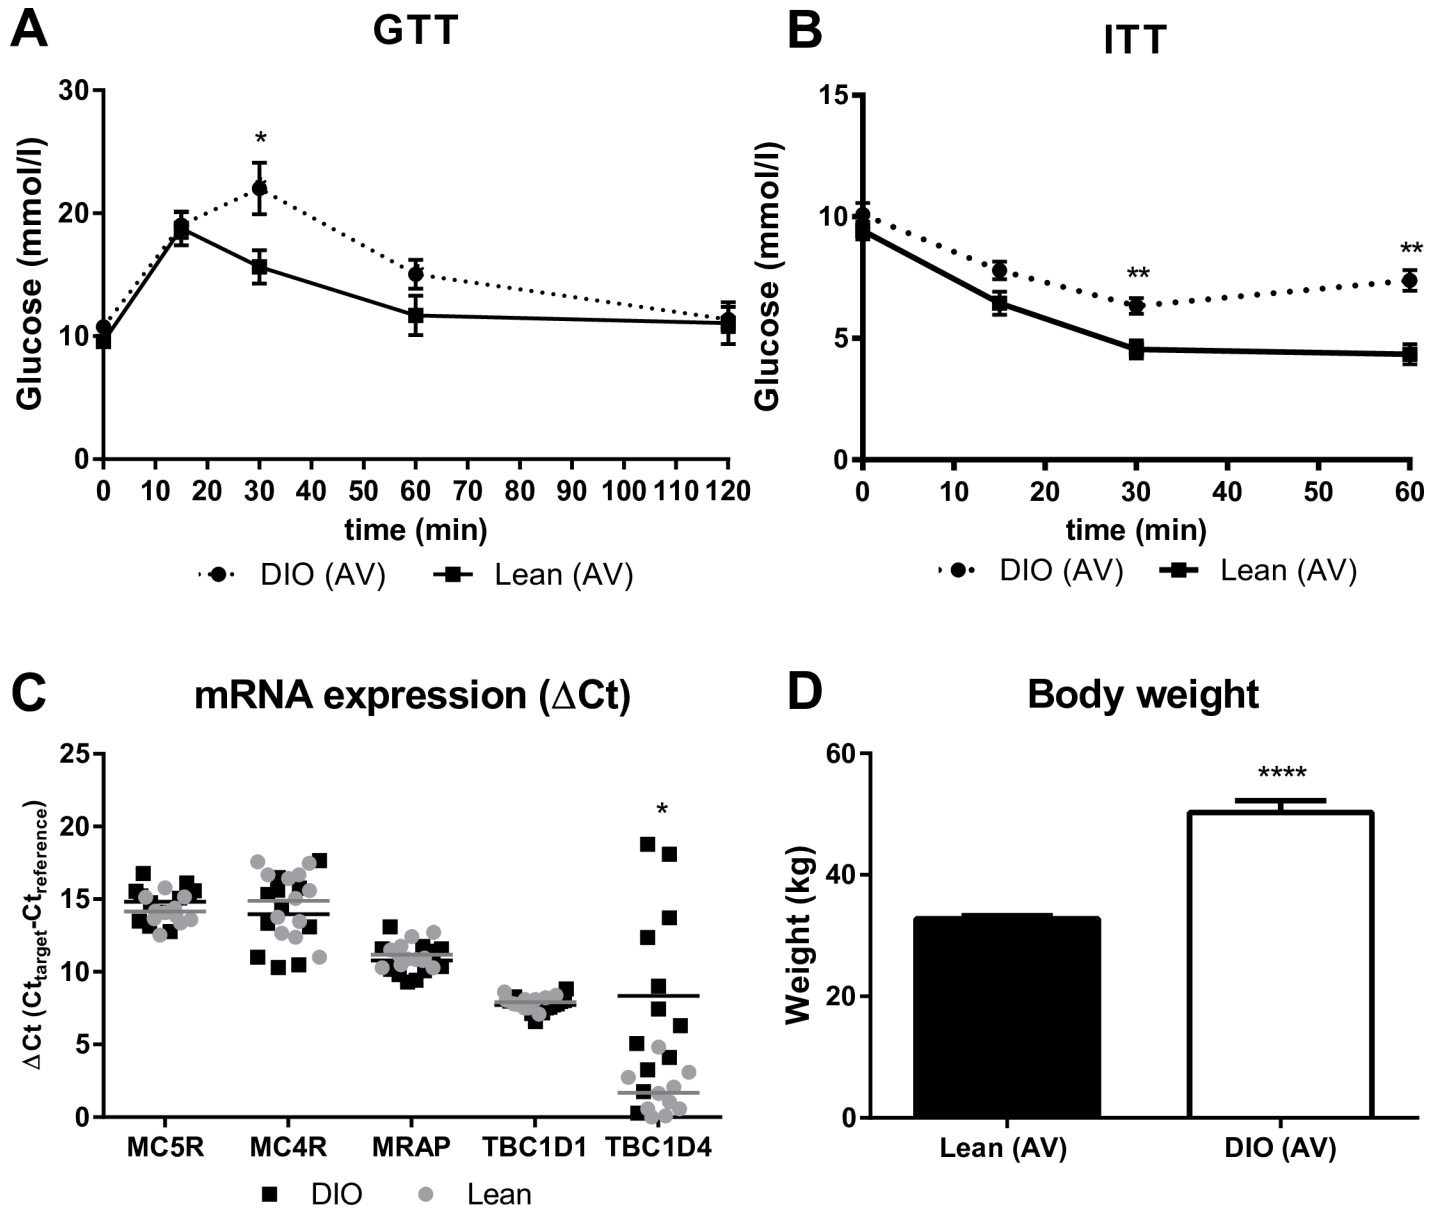 A
GTT
30
20
10
0
Glucose (mmol/l)
*
0 10 20 30 40 50 60 70 80 90 100 110 120
time (min)
DIO (AV) Lean (AV)
B
ITT
15
10
5
0
Glucose (mmol/l)
**
**
0 10 20 30 40 50 60
time (min)
DIO (AV) Lean (AV)
C
mRNA expression (ΔCt)
25
20
15
10
5
0
ΔCt (Cttarget-Ctreference)
*
MC5R MC4R MRAP TBC1D1 TBC1D4
DIO Lean
D
Body weight
60
40
20
0
Weight (kg)
****
Lean (AV) DIO (AV)